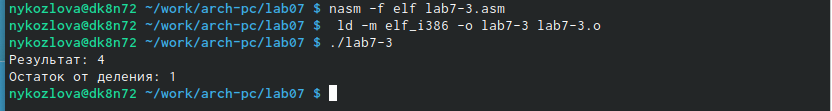 nykozlova@dk8n72 ~/work/arch-pc/lab07 $ nasm -f elf lab7-3.asm
nykozlova@dk8n72 ~/work/arch-pc/lab07 $  ld -m elf_i386 -o lab7-3 lab7-3.o
nykozlova@dk8n72 ~/work/arch-pc/lab07 $ ./lab7-3
Результат: 4
Остаток от деления: 1
nykozlova@dk8n72 ~/work/arch-pc/lab07 $